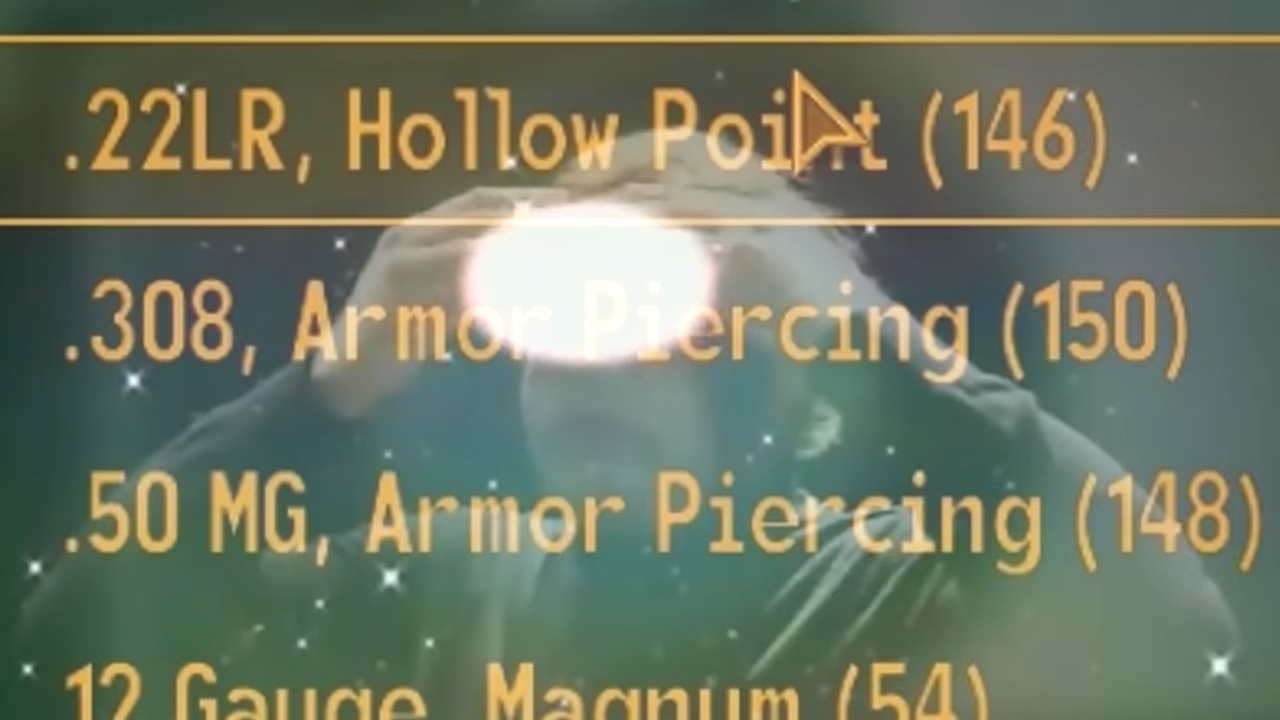 .22LR, Hollow Point (146)
.308, Armor Piercing (150)
.50 MG, Armor Piercing (148)
12 Gauge, Magnum (54)